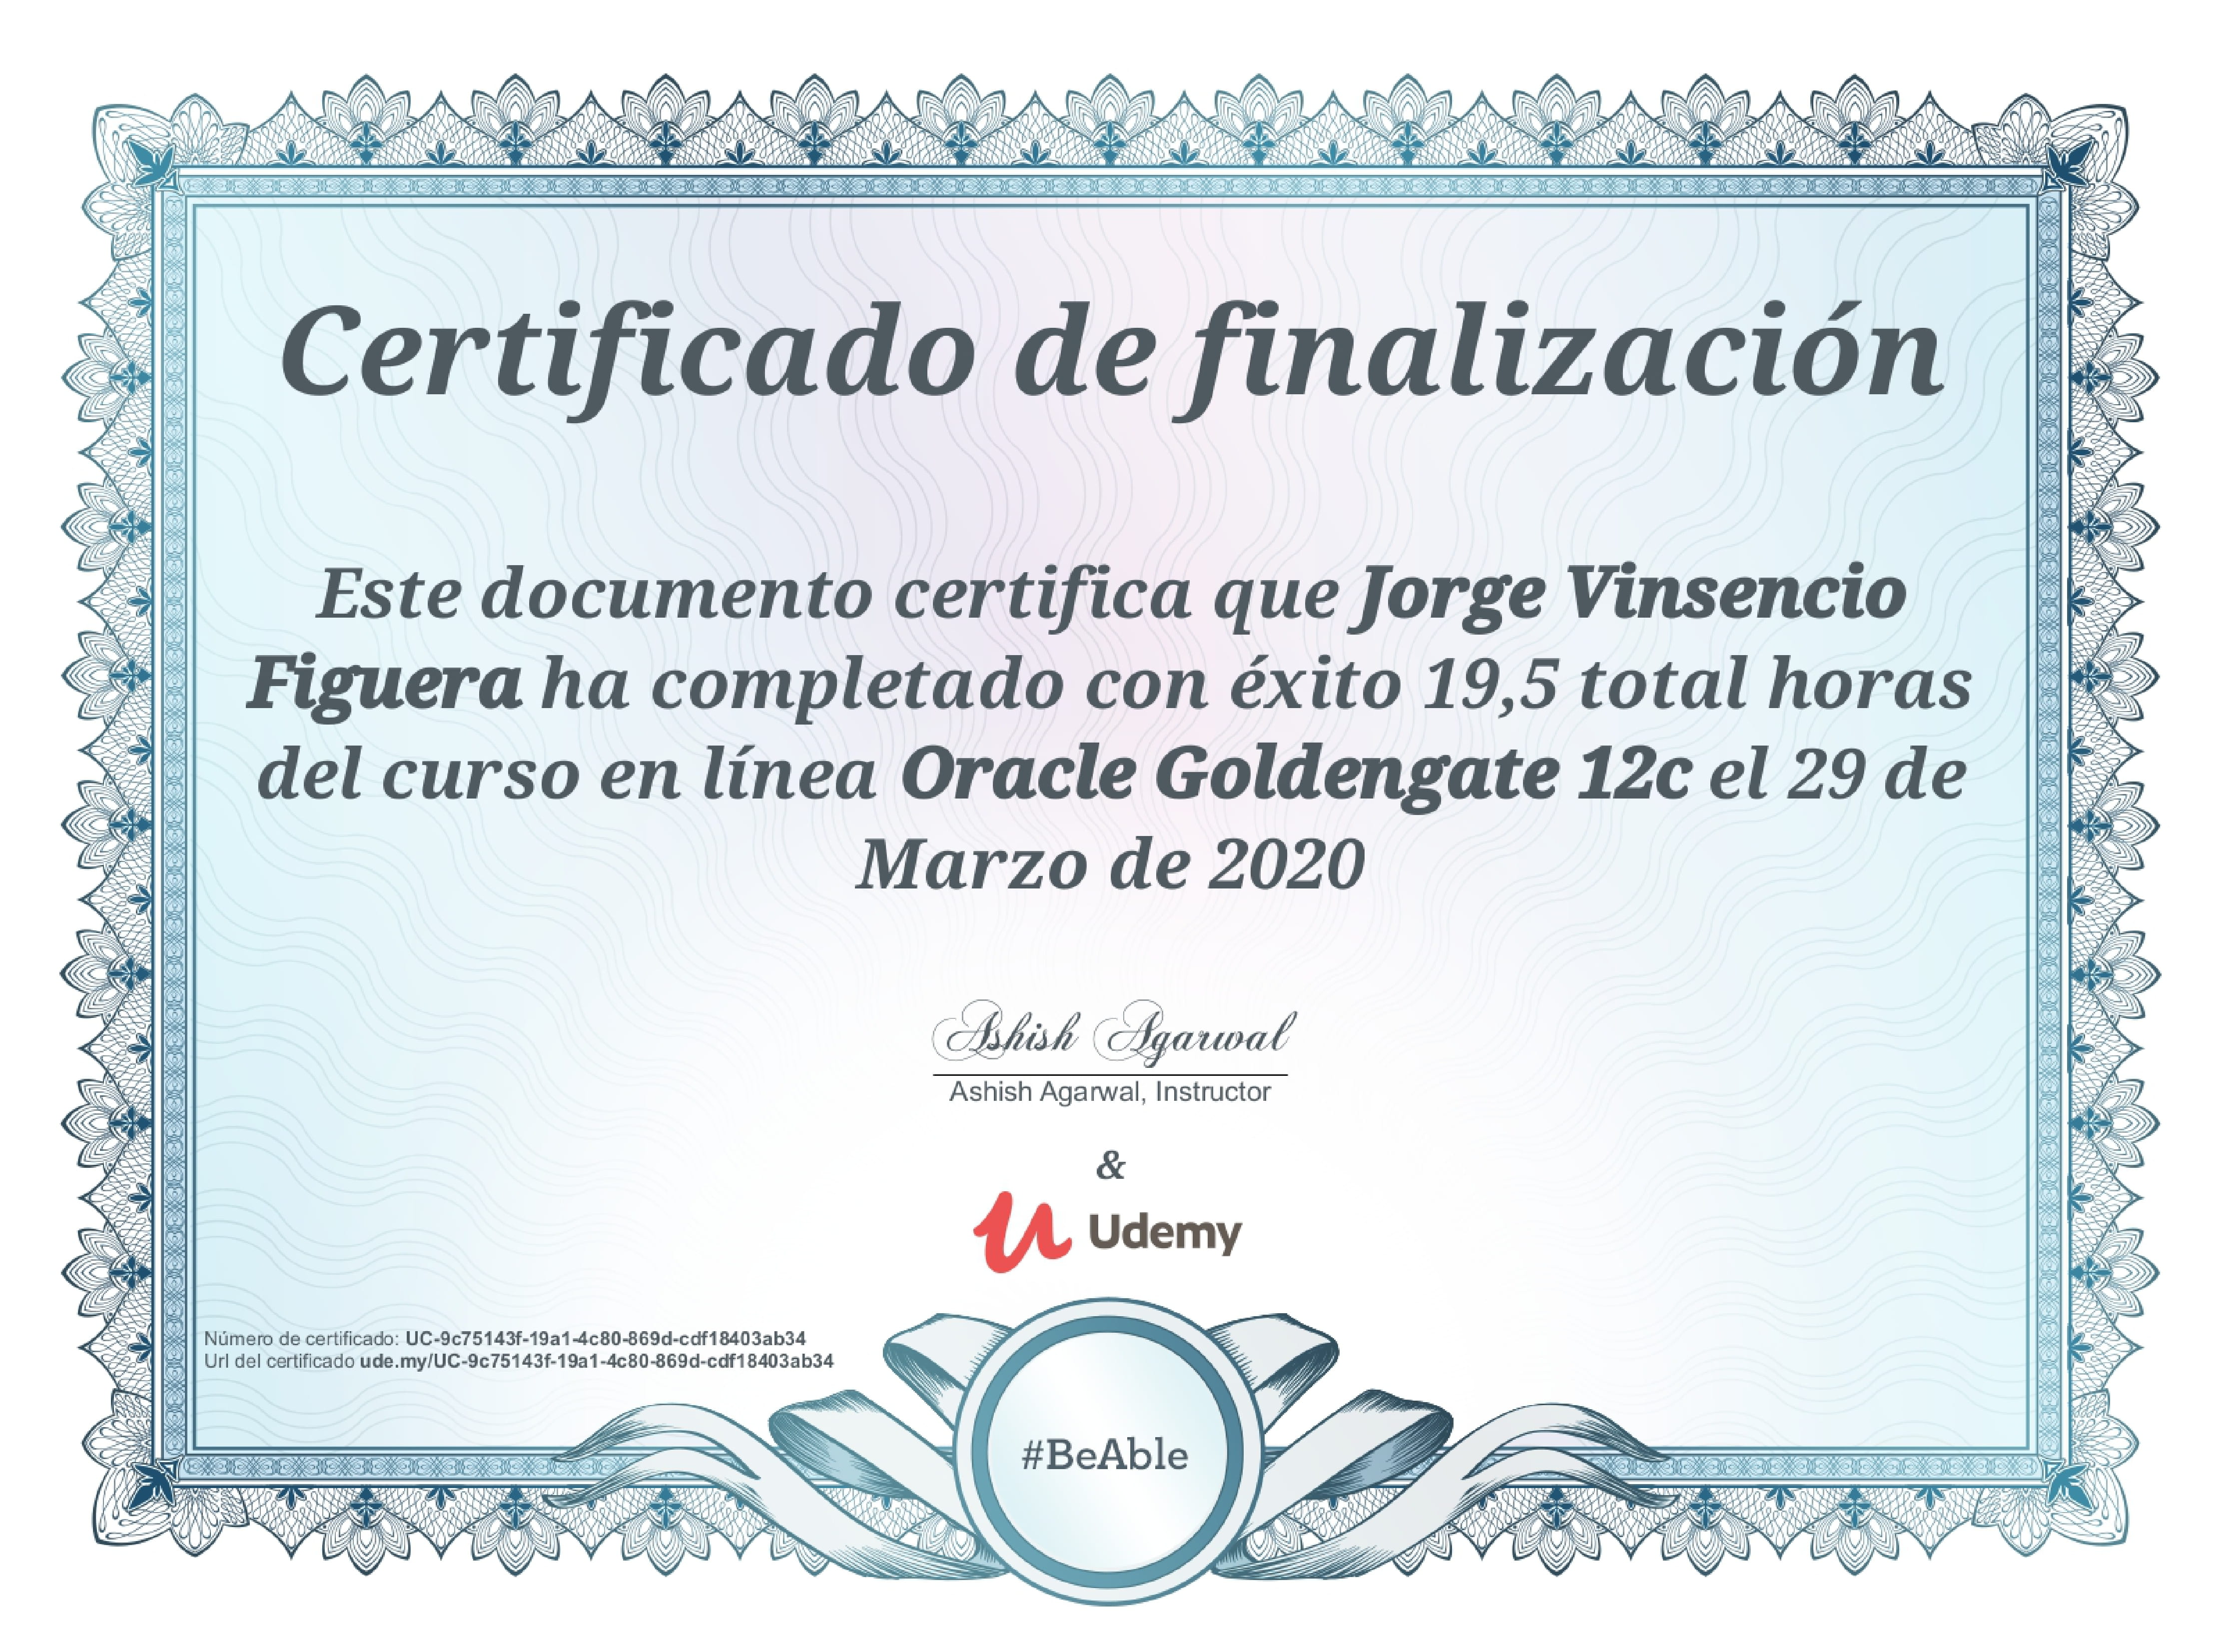 Certificado de finalización
Este documento certifica que Jorge Vinsencio
Figuera ha completado con éxito 19,5 total horas
del curso en línea Oracle Goldengate 12c el 29 de
Marzo de 2020
Ashish Agarwal
Ashish Agarwal, Instructor
&
Udemy
Número de certificado: UC-9c75143f-19a1-4c80-869d-cdf18403ab34
Url del certificado ude.my/UC-9c75143f-19a1-4c80-869d-cdf18403ab34
#BeAble